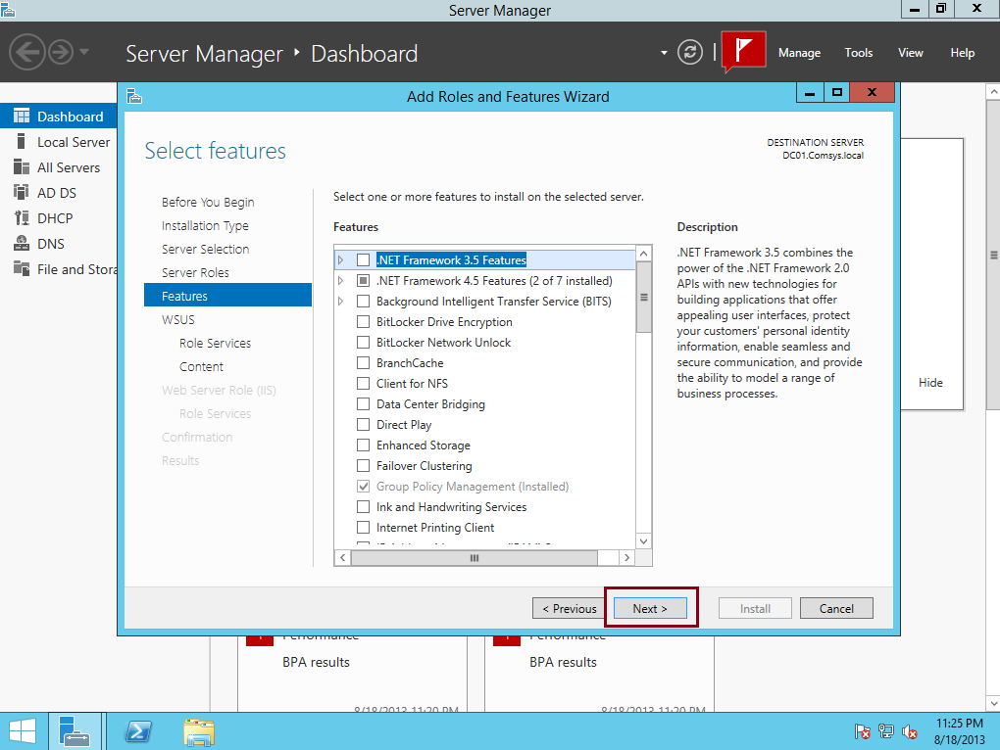 Server Manager
Server Manager ‣ Dashboard
Manage Tools View Help
Dashboard
Local Server
All Servers
AD DS
DHCP
DNS
File and Stora
Add Roles and Features Wizard
Select features
DESTINATION SERVER
DC01.Comsys.local
Before You Begin
Installation Type
Server Selection
Server Roles
Features
WSUS
Role Services
Content
Web Server Role (IIS)
Role Services
Confirmation
Results
Select one or more features to install on the selected server.
Features
.NET Framework 3.5 Features
.NET Framework 4.5 Features (2 of 7 installed)
Background Intelligent Transfer Service (BITS)
BitLocker Drive Encryption
BitLocker Network Unlock
BranchCache
Client for NFS
Data Center Bridging
Direct Play
Enhanced Storage
Failover Clustering
Group Policy Management (Installed)
Ink and Handwriting Services
Internet Printing Client
Description
.NET Framework 3.5 combines the
power of the .NET Framework 2.0
APIs with new technologies for
building applications that offer
appealing user interfaces, protect
your customers' personal identity
information, enable seamless and
secure communication, and provide
the ability to model a range of
business processes.
Hide
< Previous Next > Install Cancel
Performance
BPA results
8/18/2013 11:20 PM
Performance
BPA results
8/18/2013 11:20 PM
11:25 PM
8/18/2013